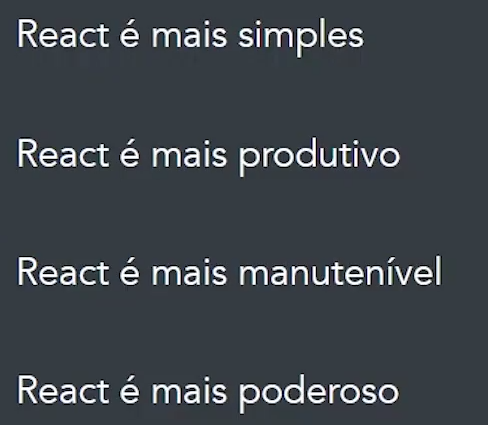 React é mais simples
React é mais produtivo
React é mais manutenível
React é mais poderoso